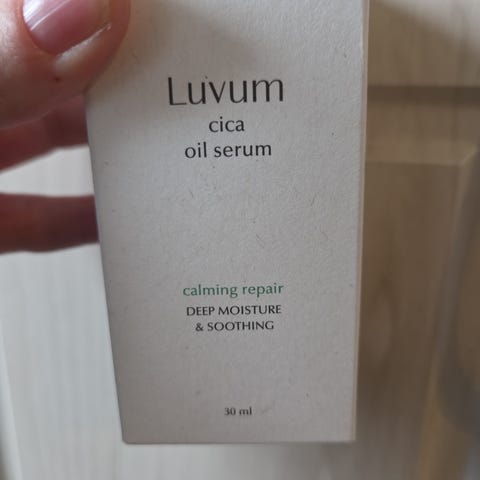 Luvum
cica
oil serum
calming repair
DEEP MOISTURE
& SOOTHING
30 ml